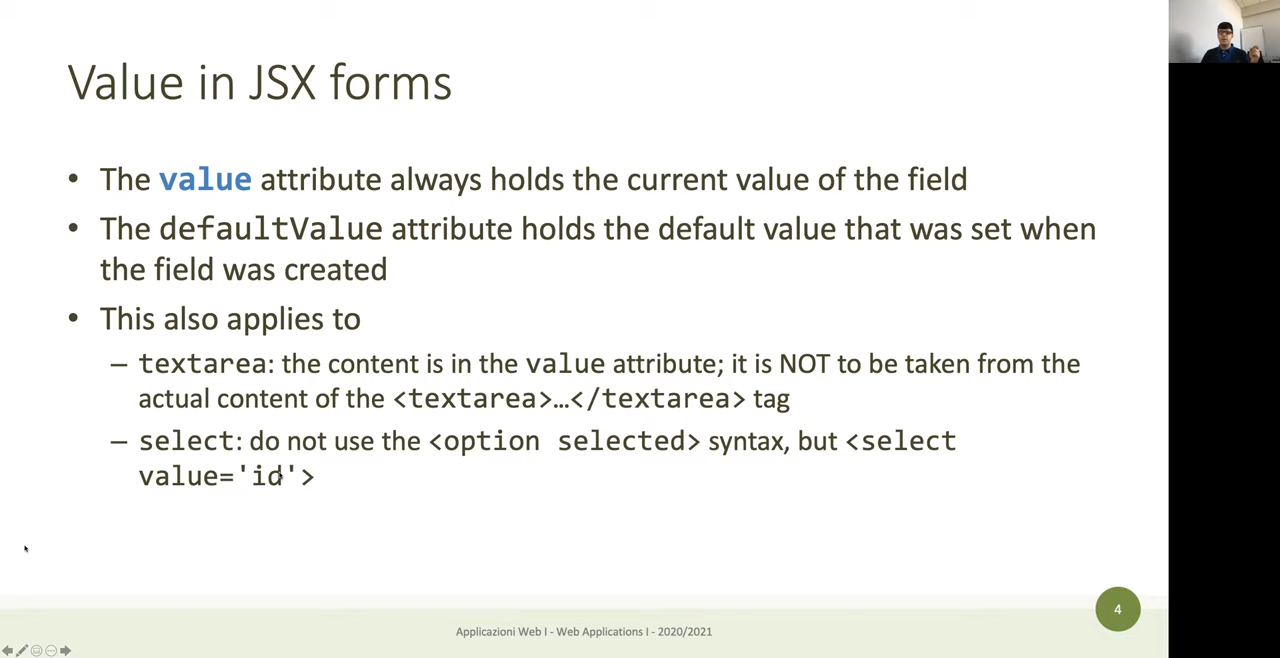 Value in JSX forms
• The value attribute always holds the current value of the field
• The defaultValue attribute holds the default value that was set when
the field was created
• This also applies to
– textarea: the content is in the value attribute; it is NOT to be taken from the
actual content of the <textarea>…</textarea> tag
– select: do not use the <option selected> syntax, but <select
value='id'>
4
Applicazioni Web I - Web Applications I - 2020/2021